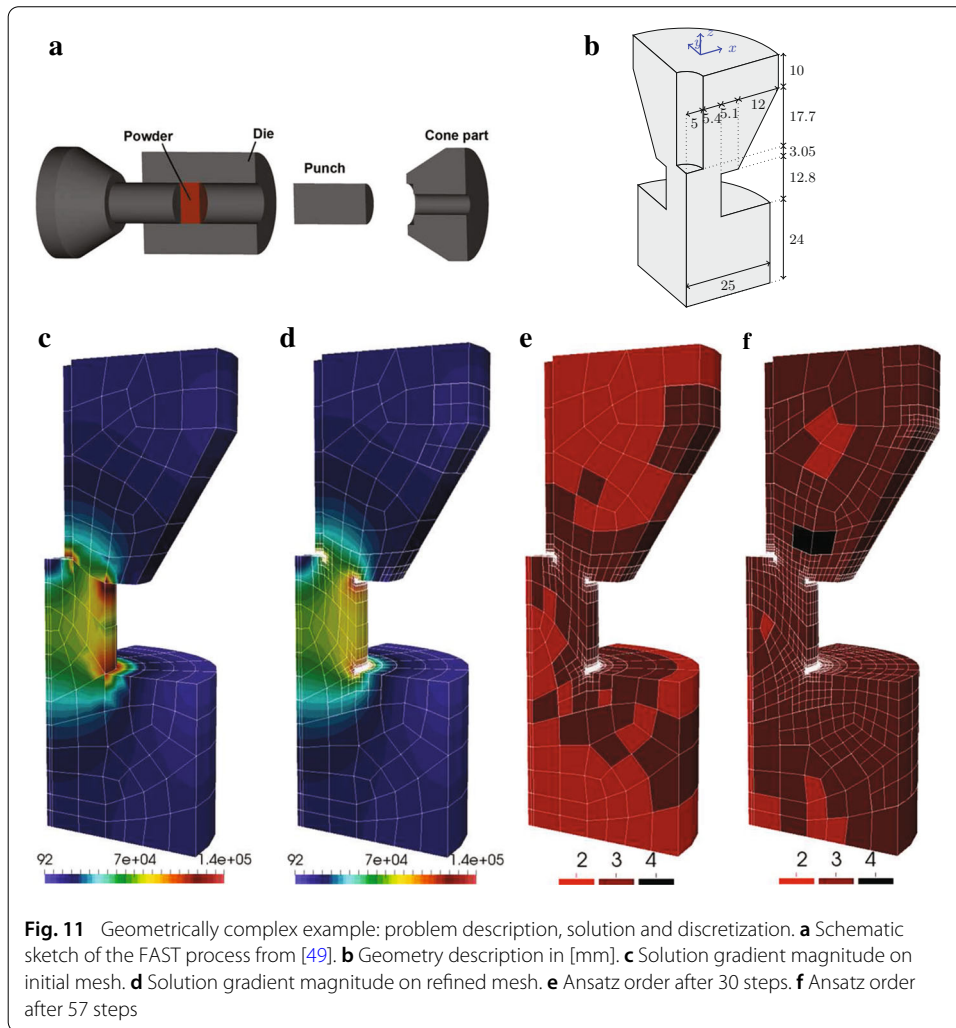 a
b
Powder
Die
Punch
Cone part
z
y
x
10
12
5.1
5.4
5
17.7
3.05
12.8
24
25
c
d
e
f
92 7e+04 1.4e+05
92 7e+04 1.4e+05
2 3 4
2 3 4
Fig. 11 Geometrically complex example: problem description, solution and discretization. a Schematic
sketch of the FAST process from [49]. b Geometry description in [mm]. c Solution gradient magnitude on
initial mesh. d Solution gradient magnitude on refined mesh. e Ansatz order after 30 steps. f Ansatz order
after 57 steps